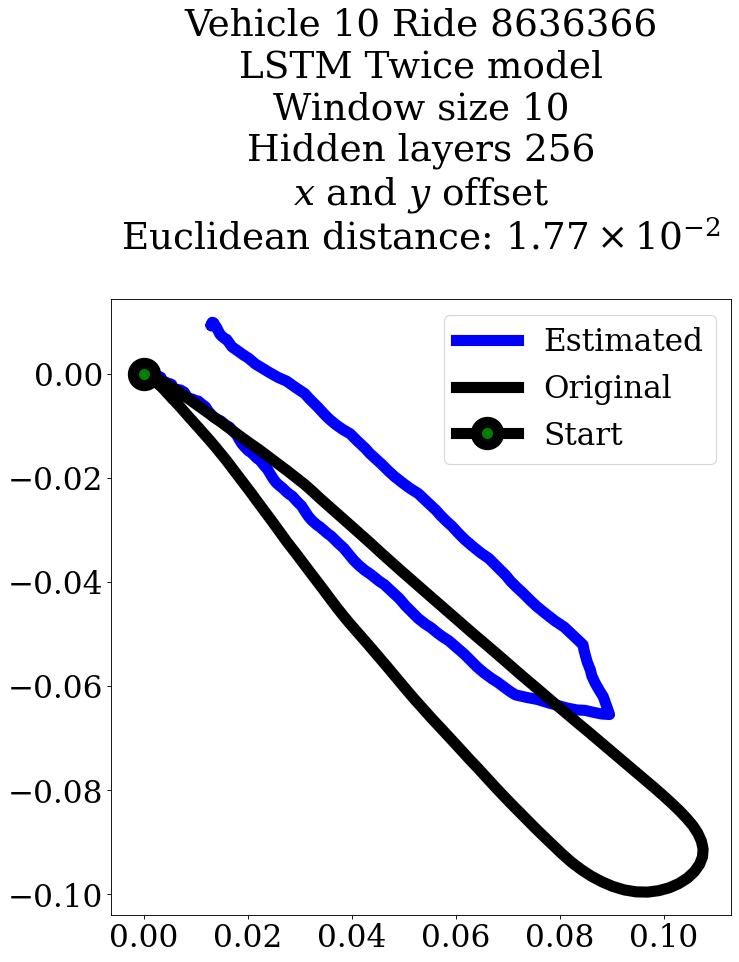 Vehicle 10 Ride 8636366
LSTM Twice model
Window size 10
Hidden layers 256
x and y offset
Euclidean distance: 1.77 × 10⁻²
Estimated
Original
Start
0.00
−0.02
−0.04
−0.06
−0.08
−0.10
0.00 0.02 0.04 0.06 0.08 0.10